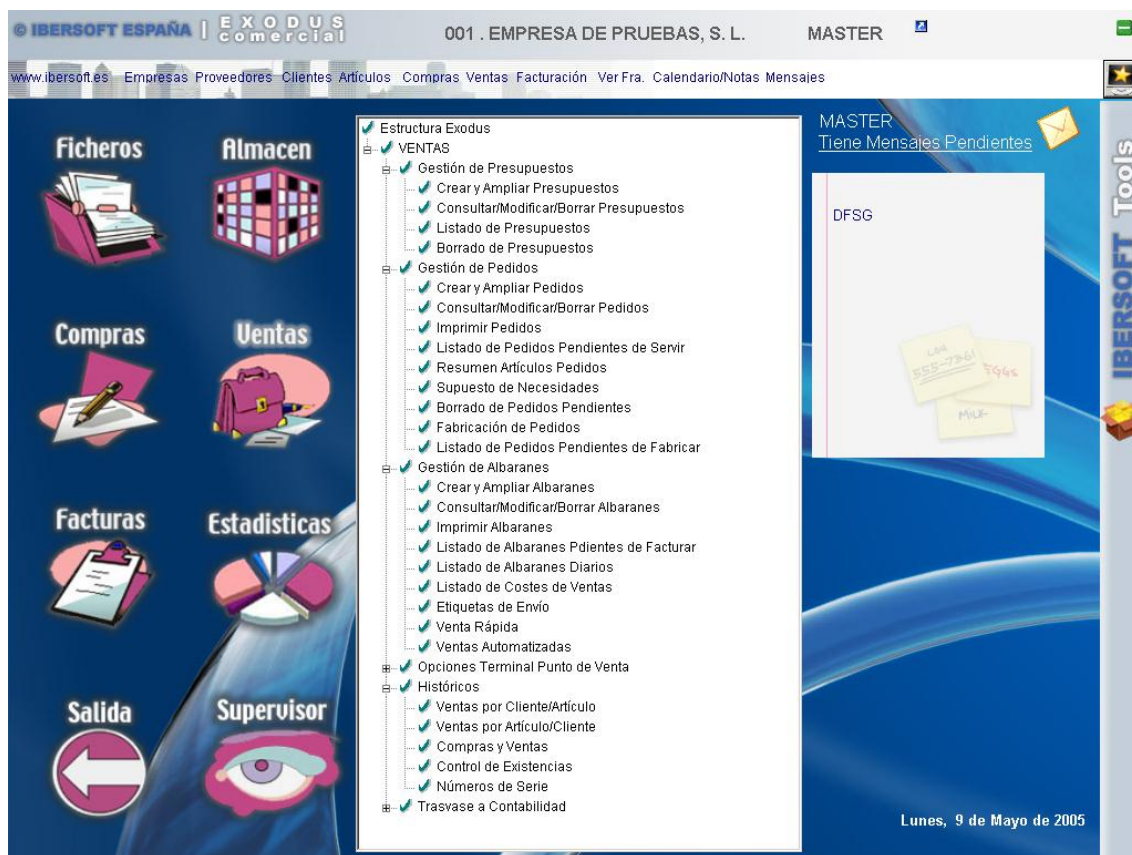 © IBERSOFT ESPAÑA | EXODUS comercial
001 . EMPRESA DE PRUEBAS, S. L. MASTER
www.ibersoft.es Empresas Proveedores Clientes Artículos Compras Ventas Facturación Ver Fra. Calendario/Notas Mensajes
Ficheros
Almacen
Compras
Ventas
Facturas
Estadisticas
Salida
Supervisor
Estructura Exodus
VENTAS
Gestión de Presupuestos
Crear y Ampliar Presupuestos
Consultar/Modificar/Borrar Presupuestos
Listado de Presupuestos
Borrado de Presupuestos
Gestión de Pedidos
Crear y Ampliar Pedidos
Consultar/Modificar/Borrar Pedidos
Imprimir Pedidos
Listado de Pedidos Pendientes de Servir
Resumen Artículos Pedidos
Supuesto de Necesidades
Borrado de Pedidos Pendientes
Fabricación de Pedidos
Listado de Pedidos Pendientes de Fabricar
Gestión de Albaranes
Crear y Ampliar Albaranes
Consultar/Modificar/Borrar Albaranes
Imprimir Albaranes
Listado de Albaranes Pdientes de Facturar
Listado de Albaranes Diarios
Listado de Costes de Ventas
Etiquetas de Envío
Venta Rápida
Ventas Automatizadas
Opciones Terminal Punto de Venta
Históricos
Ventas por Cliente/Artículo
Ventas por Artículo/Cliente
Compras y Ventas
Control de Existencias
Números de Serie
Trasvase a Contabilidad
MASTER
Tiene Mensajes Pendientes
DFSG
555-7361
EGGS
MILK
IBERSOFT Tools
Lunes, 9 de Mayo de 2005